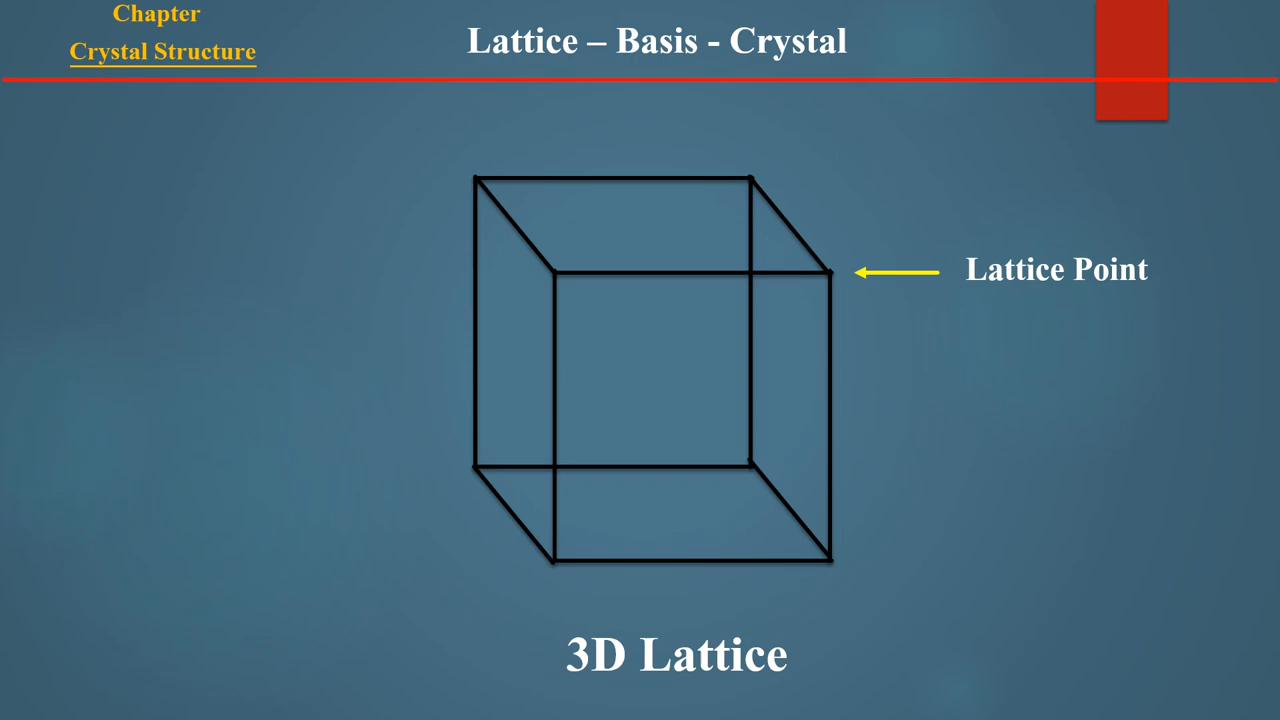 Chapter
Crystal Structure
Lattice – Basis - Crystal
Lattice Point
3D Lattice